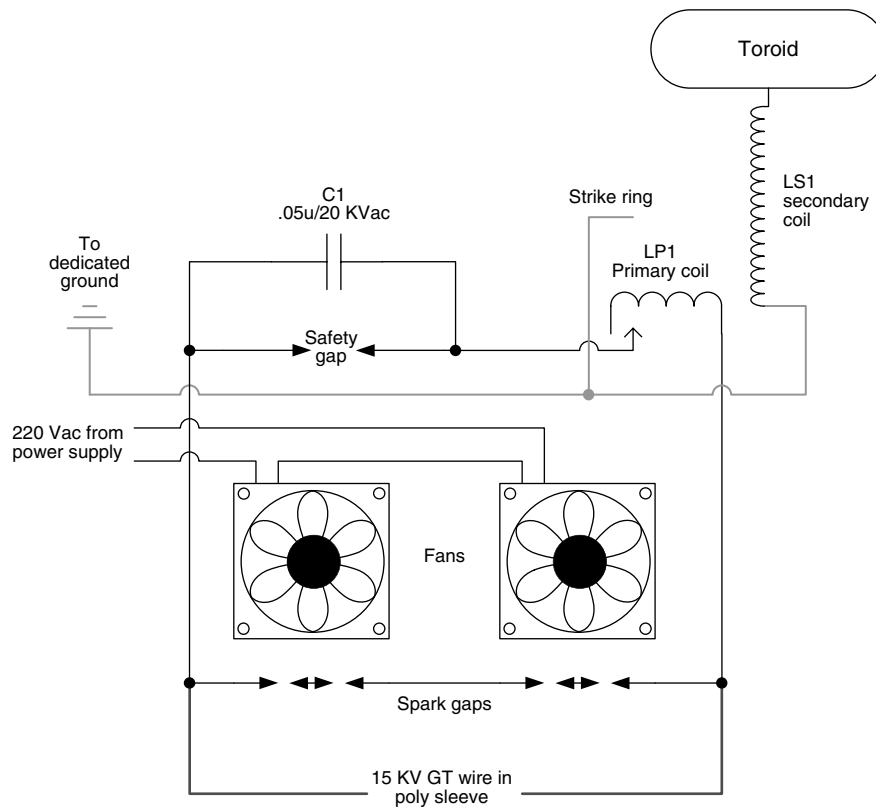 Toroid
C1
.05u/20 KVac
Strike ring
LS1
secondary
coil
To
dedicated
ground
LP1
Primary coil
Safety
gap
220 Vac from
power supply
Fans
Spark gaps
15 KV GT wire in
poly sleeve